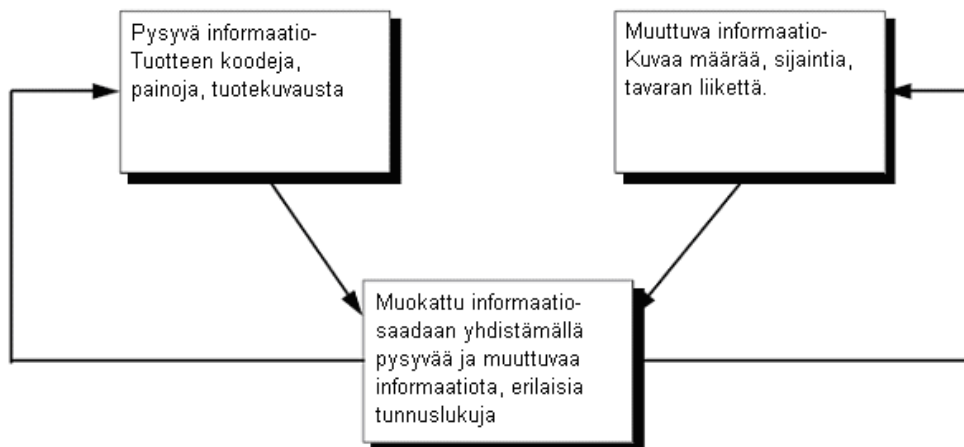 Pysyvä informaatio-
Tuotteen koodeja,
painoja, tuotekuvausta
Muuttuva informaatio-
Kuvaa määrää, sijaintia,
tavaran liikettä.
Muokattu informaatio-
saadaan yhdistämällä
pysyvää ja muuttuvaa
informaatiota, erilaisia
tunnuslukuja